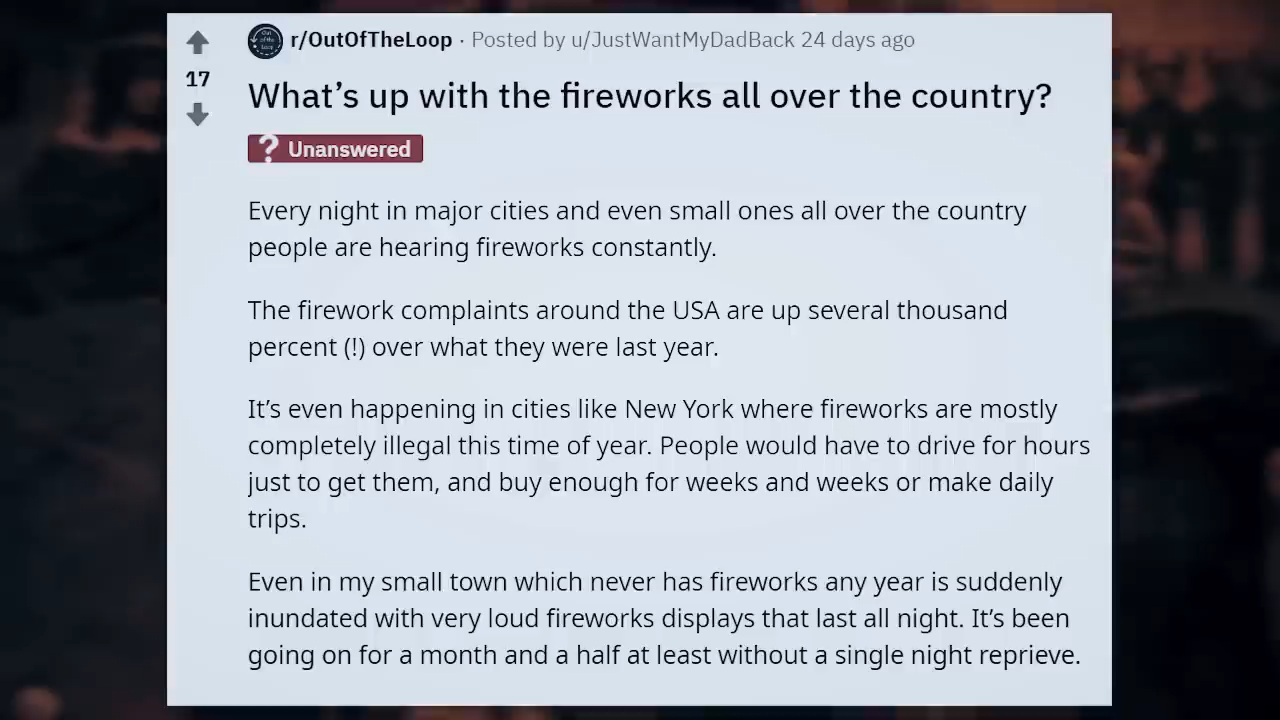 r/OutOfTheLoop · Posted by u/JustWantMyDadBack 24 days ago
17
What’s up with the fireworks all over the country?
? Unanswered
Every night in major cities and even small ones all over the country
people are hearing fireworks constantly.
The firework complaints around the USA are up several thousand
percent (!) over what they were last year.
It’s even happening in cities like New York where fireworks are mostly
completely illegal this time of year. People would have to drive for hours
just to get them, and buy enough for weeks and weeks or make daily
trips.
Even in my small town which never has fireworks any year is suddenly
inundated with very loud fireworks displays that last all night. It’s been
going on for a month and a half at least without a single night reprieve.